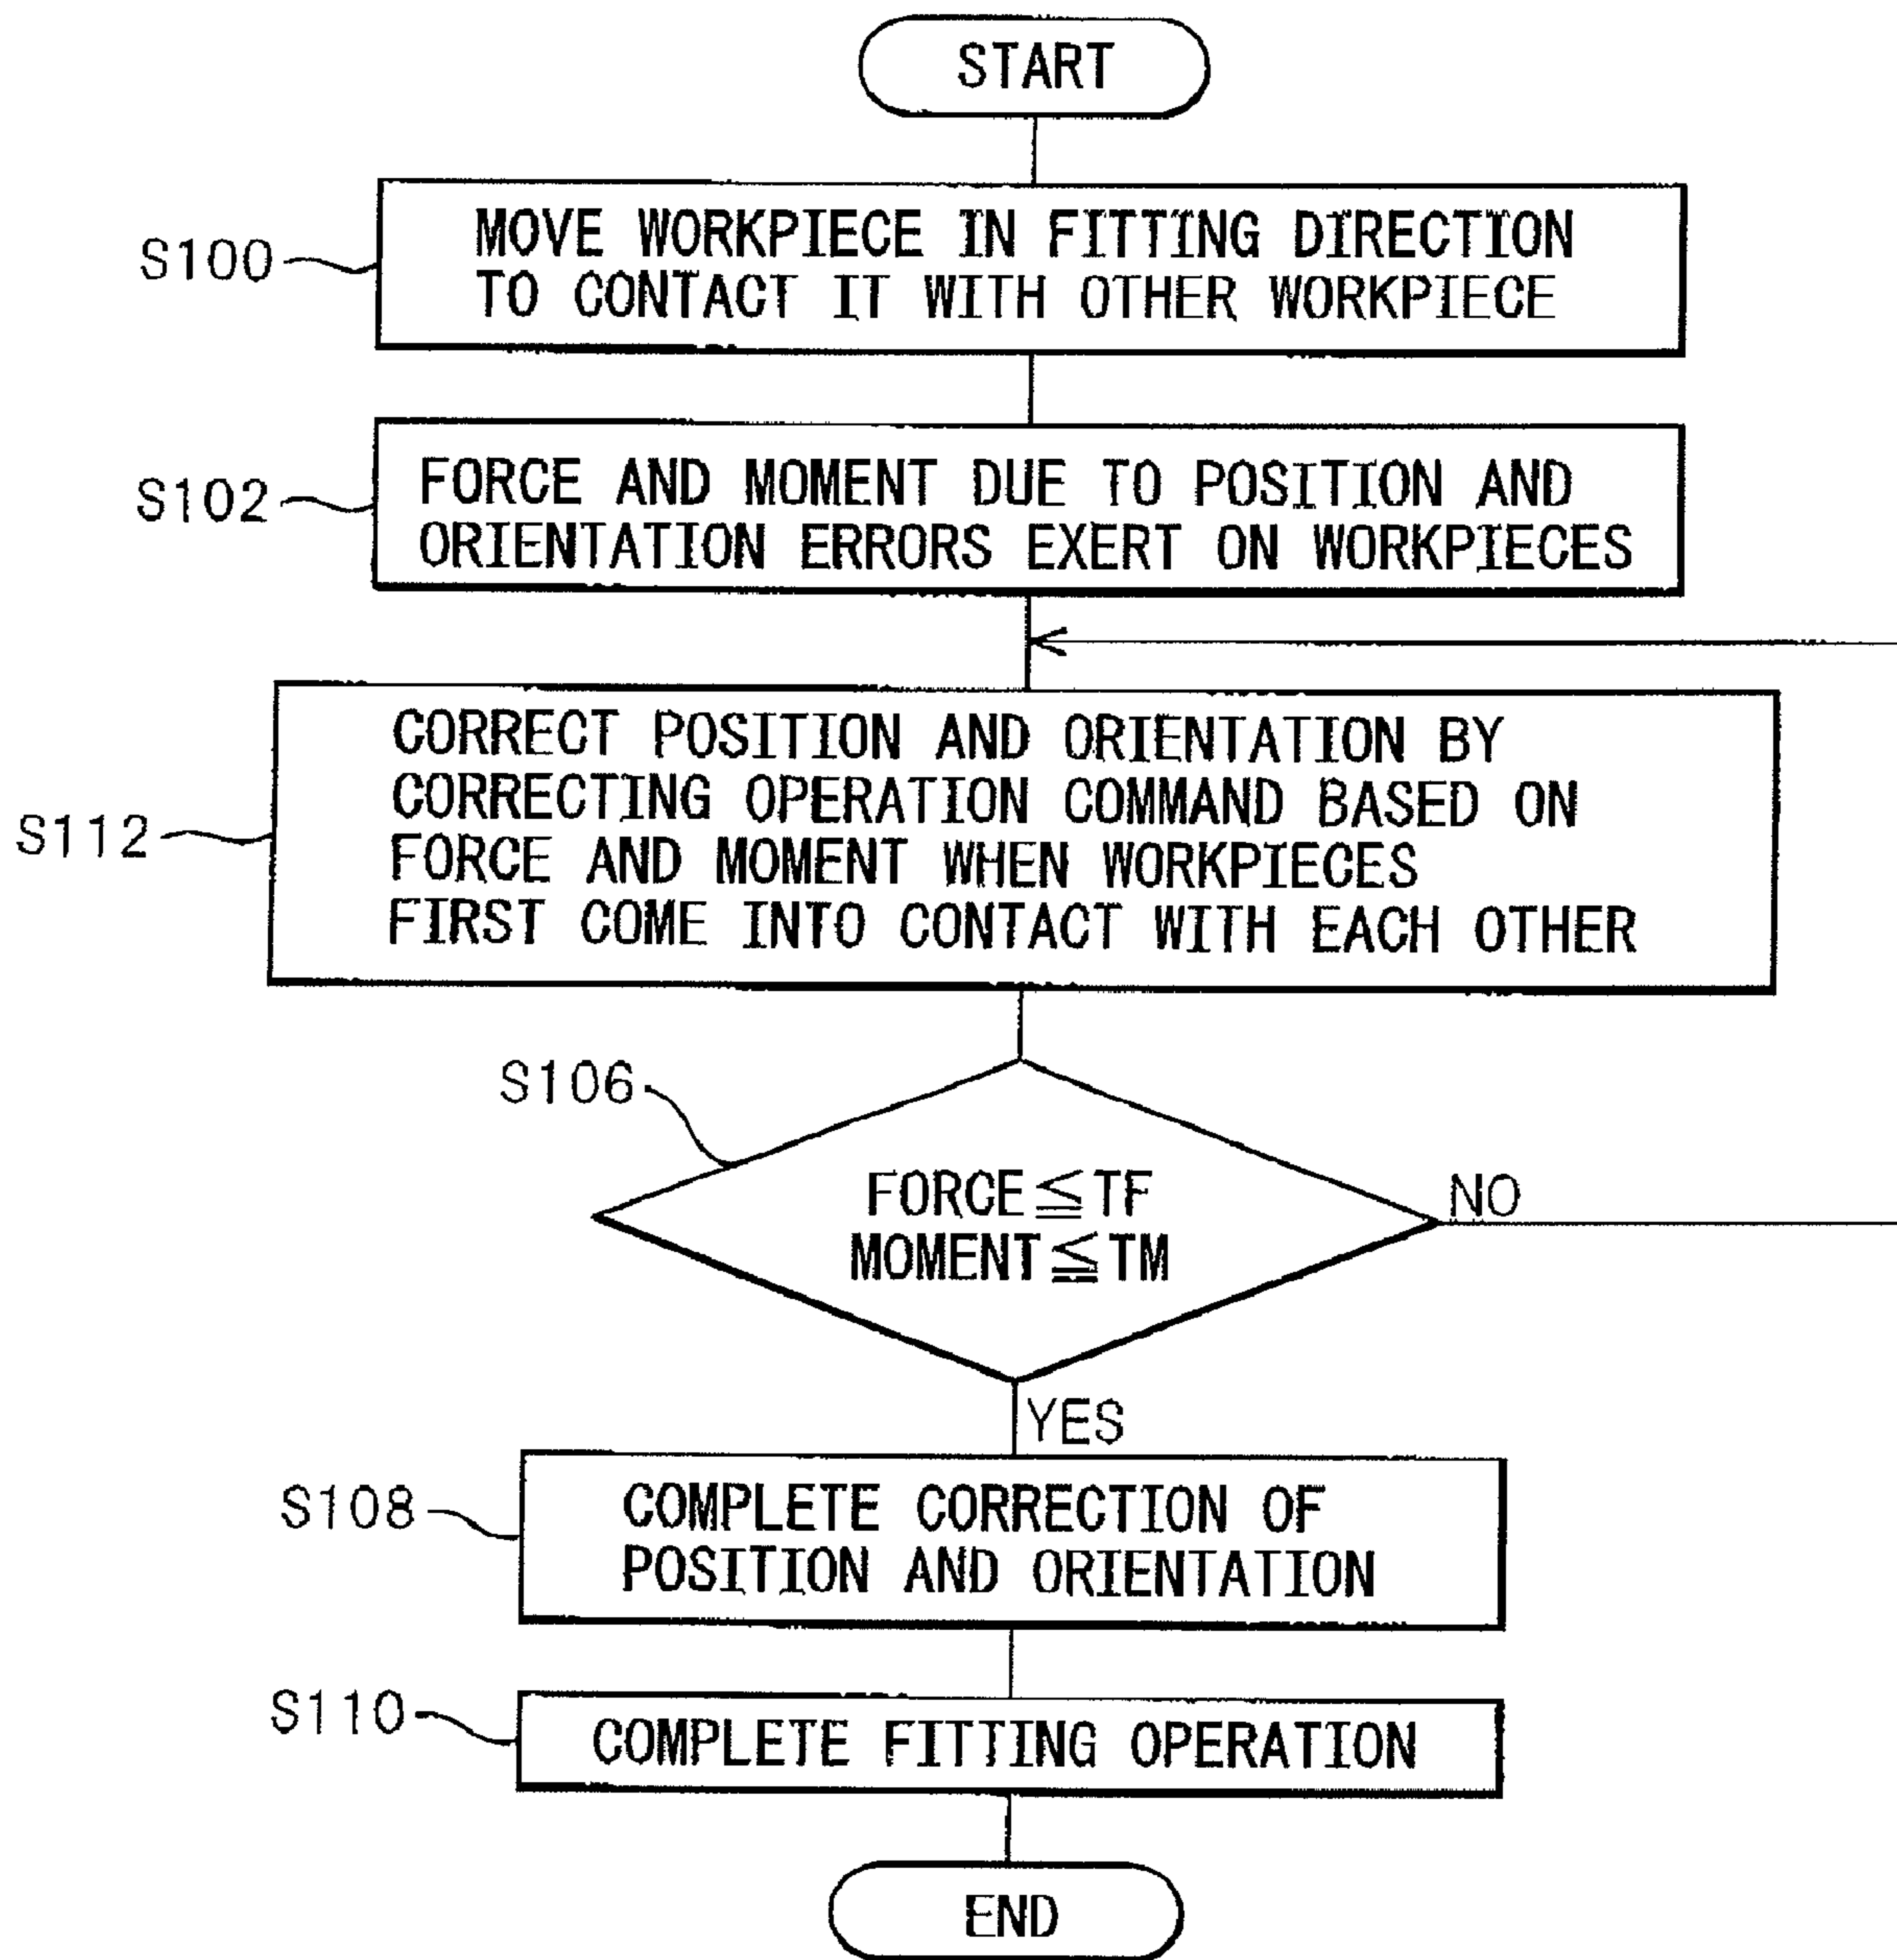 START
S100
MOVE WORKPIECE IN FITTING DIRECTION
TO CONTACT IT WITH OTHER WORKPIECE
S102
FORCE AND MOMENT DUE TO POSITION AND
ORIENTATION ERRORS EXERT ON WORKPIECES
S112
CORRECT POSITION AND ORIENTATION BY
CORRECTING OPERATION COMMAND BASED ON
FORCE AND MOMENT WHEN WORKPIECES
FIRST COME INTO CONTACT WITH EACH OTHER
S106
FORCE≦TF
MOMENT≦TM
NO
YES
S108
COMPLETE CORRECTION OF
POSITION AND ORIENTATION
S110
COMPLETE FITTING OPERATION
END